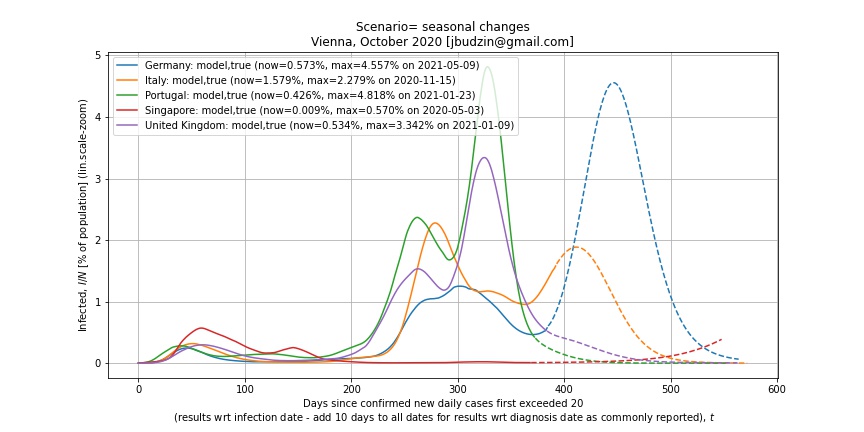 Scenario= seasonal changes
Vienna, October 2020 [jbudzin@gmail.com]
5
4
3
2
1
0
Infected, I/N [% of population] (lin.scale-zoom)
Germany: model,true (now=0.573%, max=4.557% on 2021-05-09)
Italy: model,true (now=1.579%, max=2.279% on 2020-11-15)
Portugal: model,true (now=0.426%, max=4.818% on 2021-01-23)
Singapore: model,true (now=0.009%, max=0.570% on 2020-05-03)
United Kingdom: model,true (now=0.534%, max=3.342% on 2021-01-09)
0 100 200 300 400 500 600
Days since confirmed new daily cases first exceeded 20
(results wrt infection date - add 10 days to all dates for results wrt diagnosis date as commonly reported), t